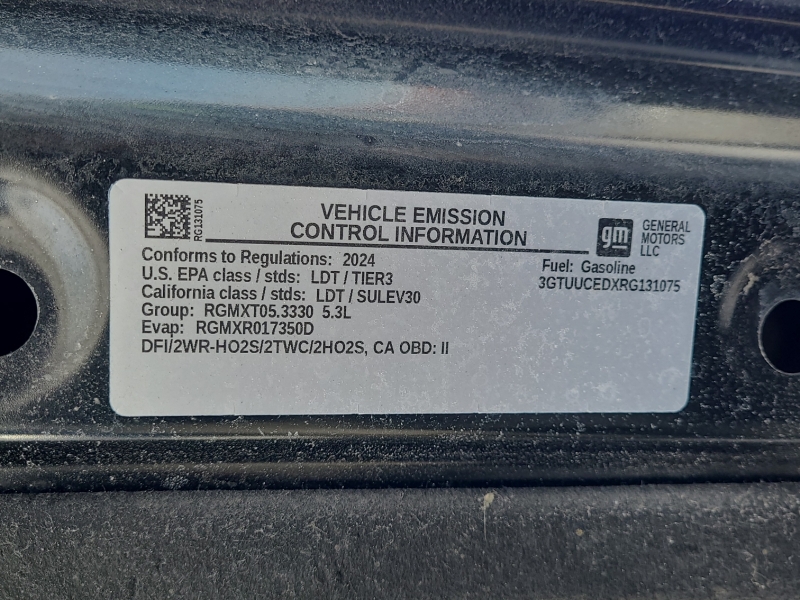 RG131075
VEHICLE EMISSION
CONTROL INFORMATION
gm
GENERAL
MOTORS
LLC
Conforms to Regulations: 2024
U.S. EPA class / stds: LDT / TIER3
California class / stds: LDT / SULEV30
Group: RGMXT05.3330 5.3L
Evap: RGMXR017350D
DFI/2WR-HO2S/2TWC/2HO2S, CA OBD: II
Fuel: Gasoline
3GTUUCEDXRG131075